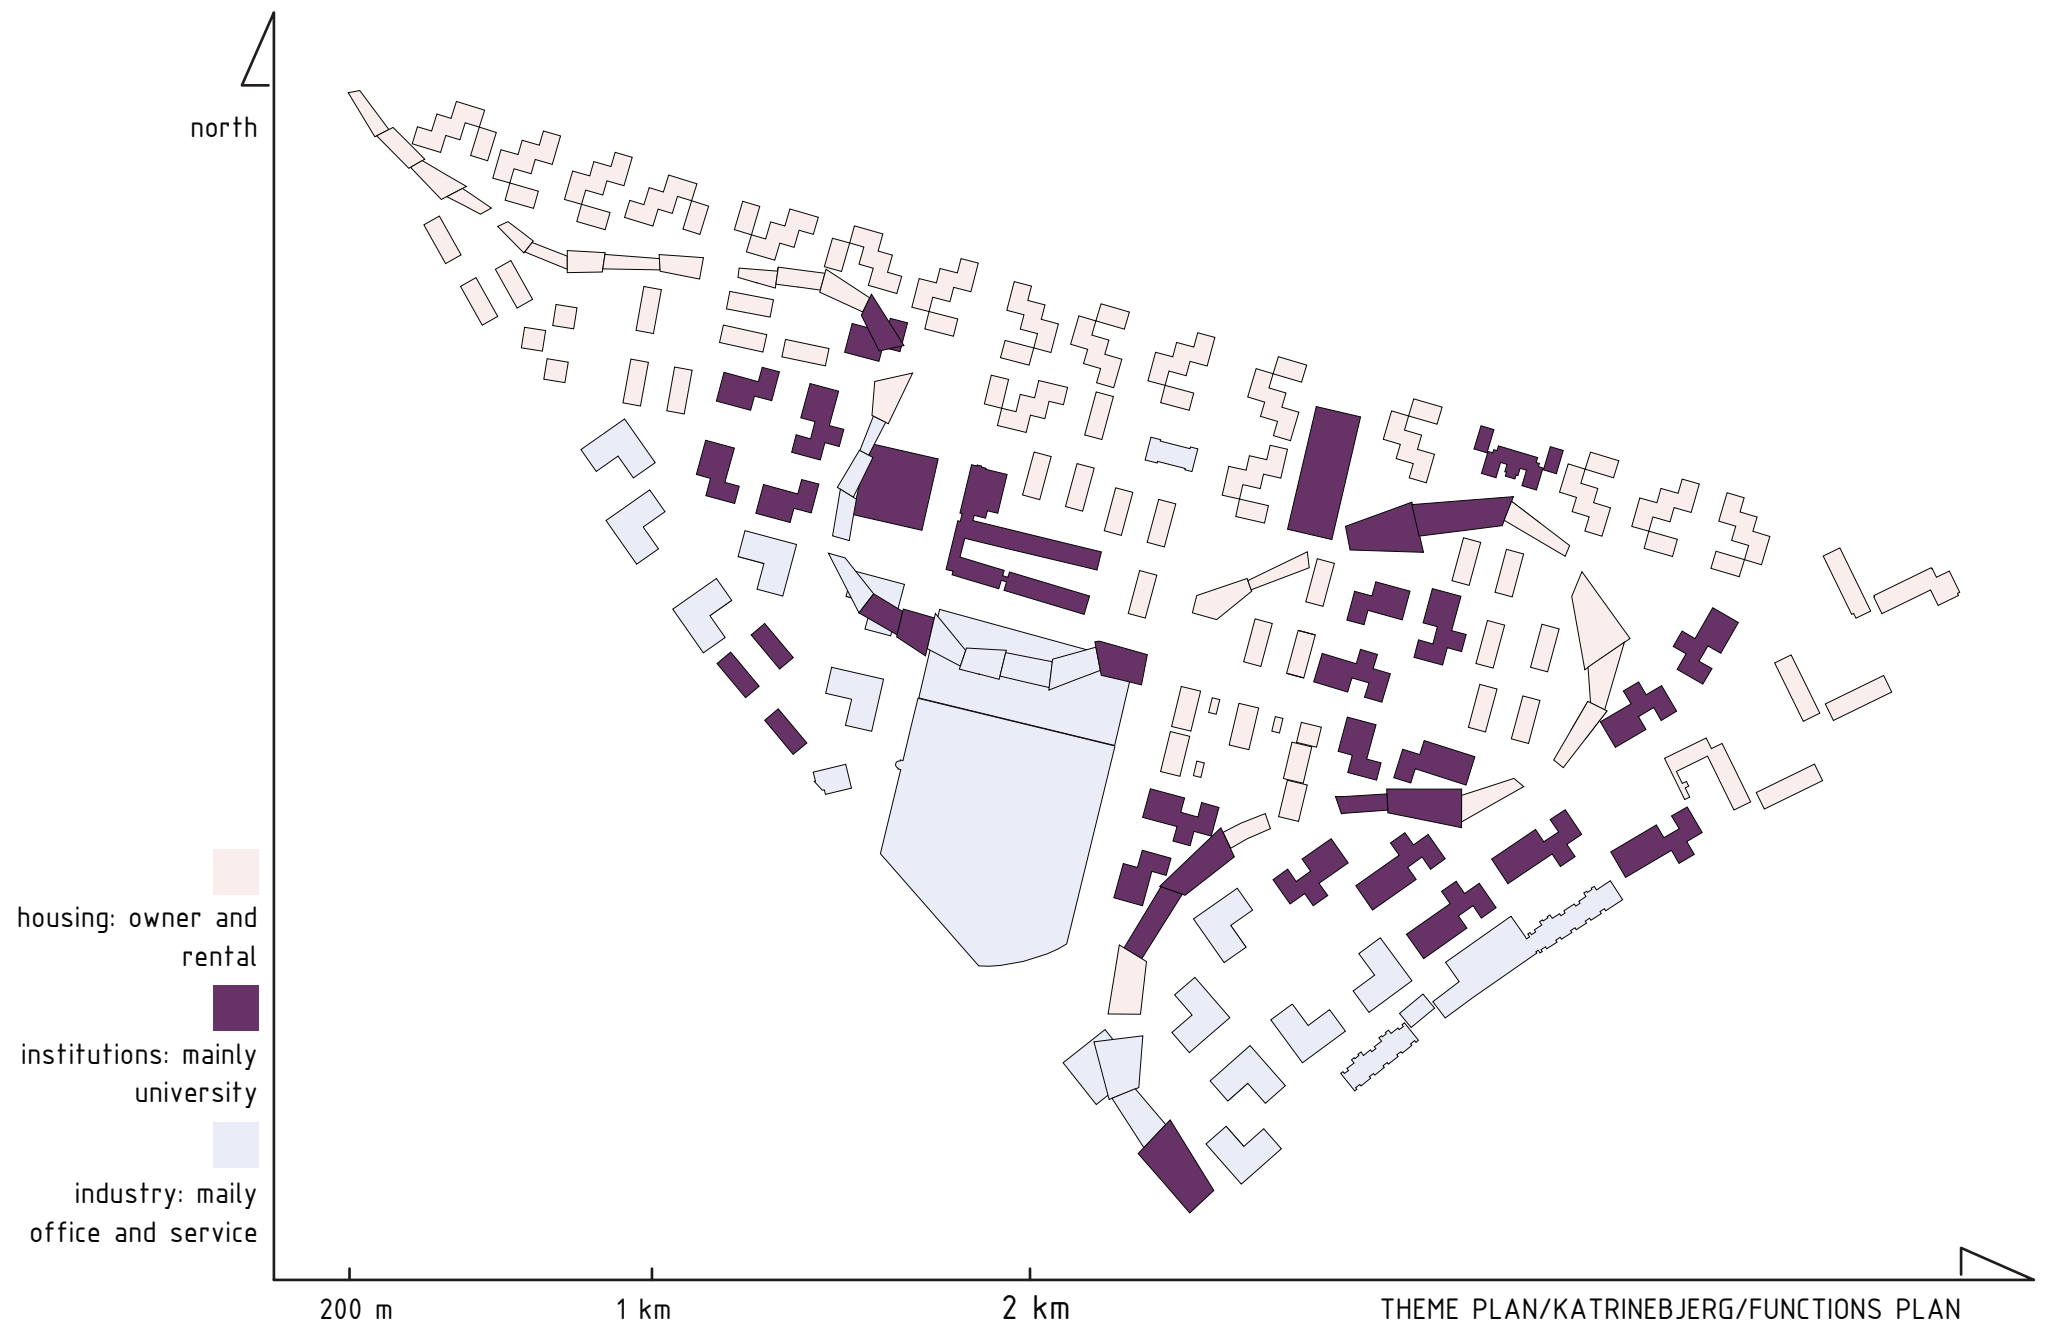 north
housing: owner and
rental
institutions: mainly
university
industry: maily
office and service
200 m
1 km
2 km
THEME PLAN/KATRINEBJERG/FUNCTIONS PLAN